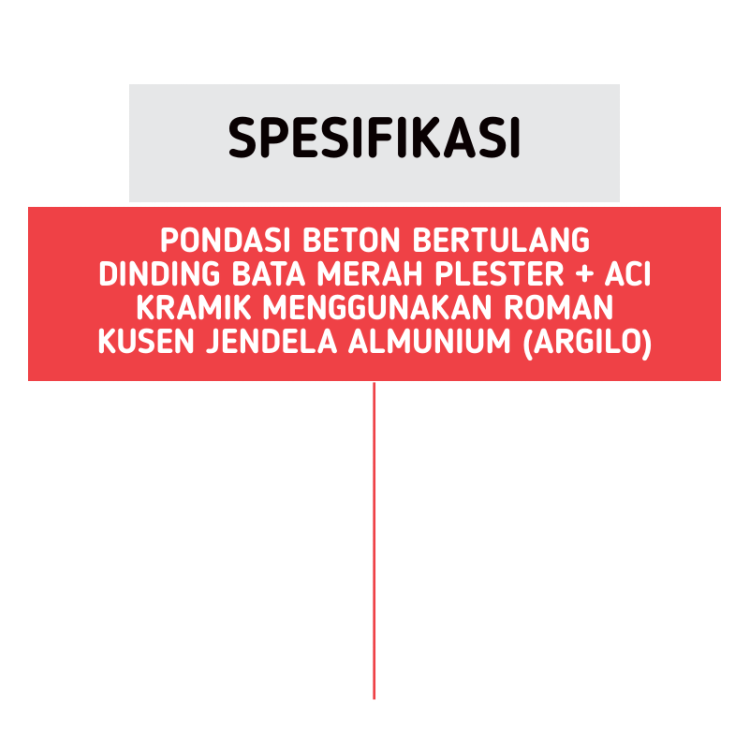 SPESIFIKASI
PONDASI BETON BERTULANG
DINDING BATA MERAH PLESTER + ACI
KRAMIK MENGGUNAKAN ROMAN
KUSEN JENDELA ALMUNIUM (ARGILO)